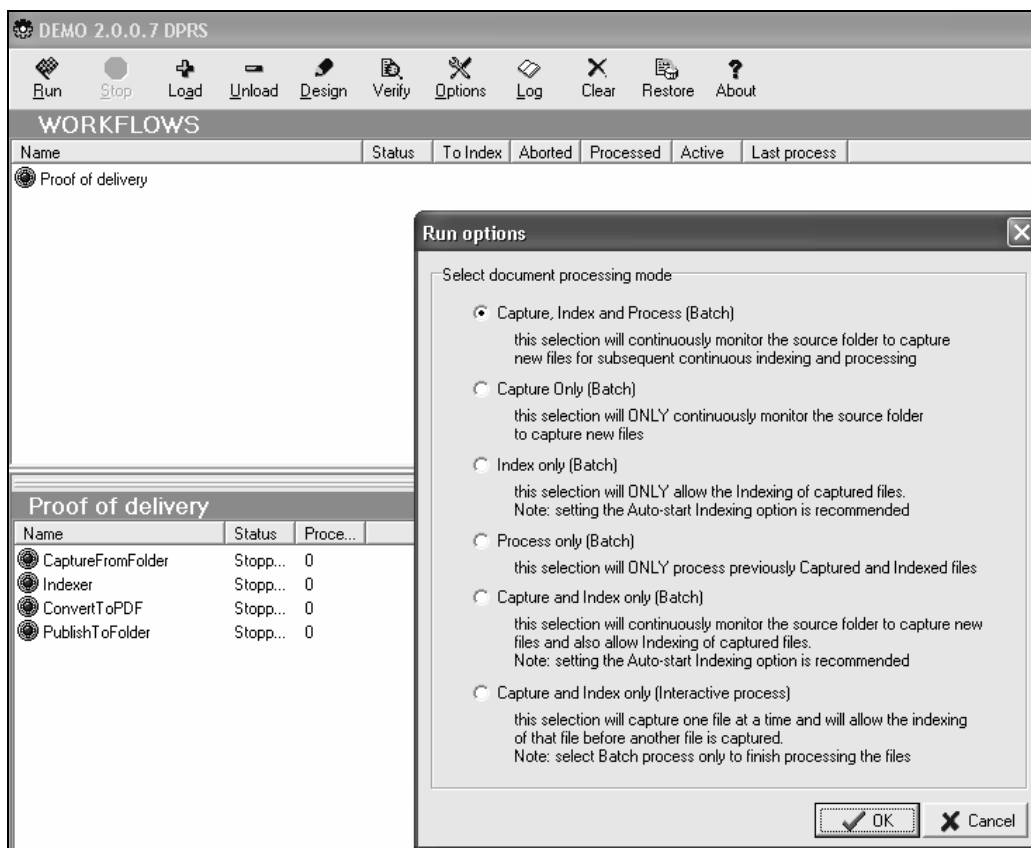 DEMO 2.0.0.7 DPRS
Run Stop Load Unload Design Verify Options Log Clear Restore About
WORKFLOWS
Name Status To Index Aborted Processed Active Last process
Proof of delivery
Run options
Select document processing mode
Capture, Index and Process (Batch)
this selection will continuously monitor the source folder to capture
new files for subsequent continuous indexing and processing
Capture Only (Batch)
this selection will ONLY continuously monitor the source folder
to capture new files
Index only (Batch)
this selection will ONLY allow the Indexing of captured files.
Note: setting the Auto-start Indexing option is recommended
Process only (Batch)
this selection will ONLY process previously Captured and Indexed files
Capture and Index only (Batch)
this selection will continuously monitor the source folder to capture new
files and also allow Indexing of captured files.
Note: setting the Auto-start Indexing option is recommended
Capture and Index only (Interactive process)
this selection will capture one file at a time and will allow the indexing
of that file before another file is captured.
Note: select Batch process only to finish processing the files
OK Cancel
Proof of delivery
Name Status Proce...
CaptureFromFolder Stopp... 0
Indexer Stopp... 0
ConvertToPDF Stopp... 0
PublishToFolder Stopp... 0